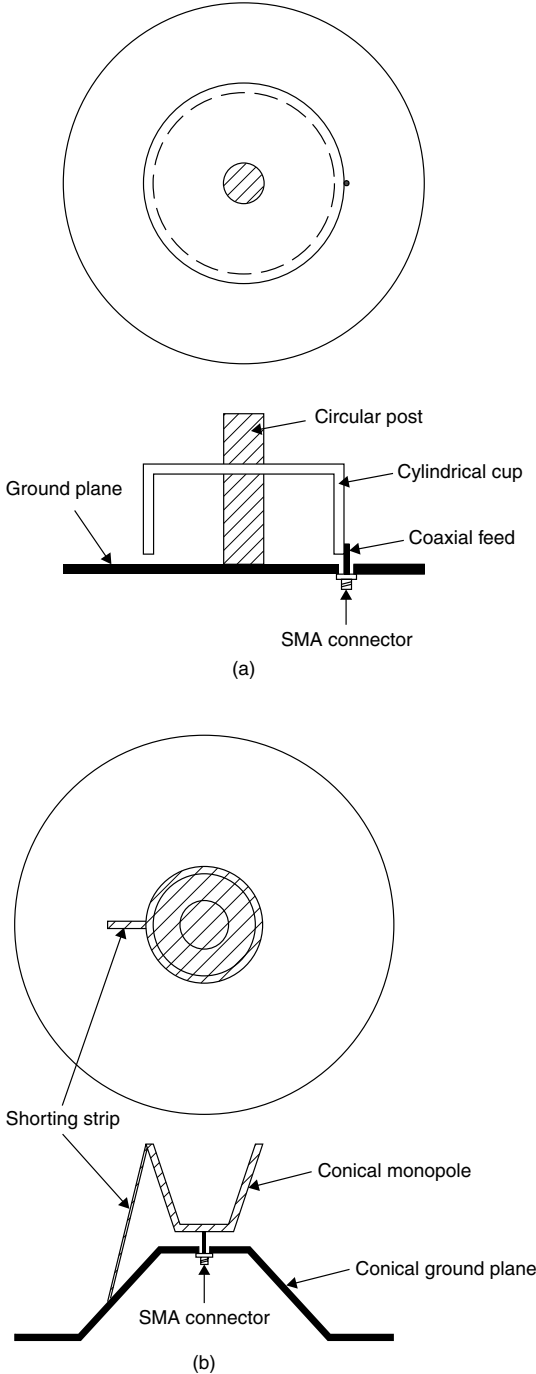 Circular post
Cylindrical cup
Ground plane
Coaxial feed
SMA connector
(a)
Shorting strip
Conical monopole
Conical ground plane
SMA connector
(b)